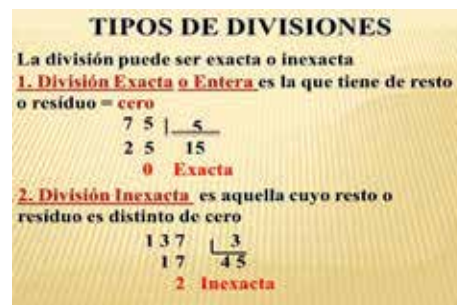 TIPOS DE DIVISIONES
La división puede ser exacta o inexacta
1. División Exacta o Entera es la que tiene de resto
o resíduo = cero
7 5 5
2 5 15
0 Exacta
2. División Inexacta es aquella cuyo resto o
resíduo es distinto de cero
1 3 7 3
1 7 4 5
2 Inexacta